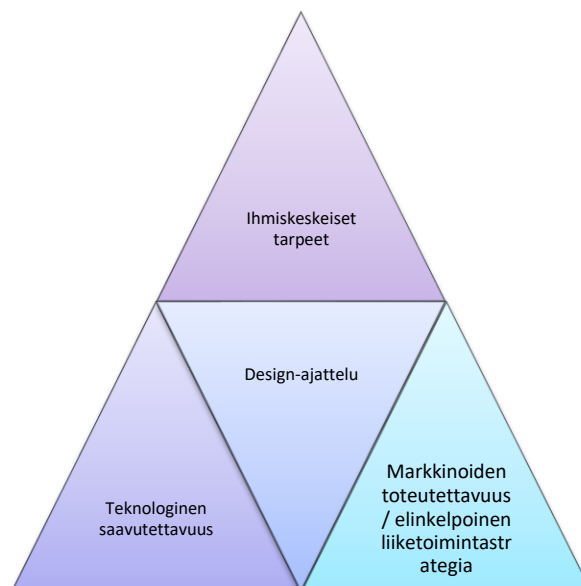 Ihmiskeskeiset
tarpeet
Design-ajattelu
Teknologinen
saavutettavuus
Markkinoiden
toteutettavuus
/ elinkelpoinen
liiketoimintastr
ategia